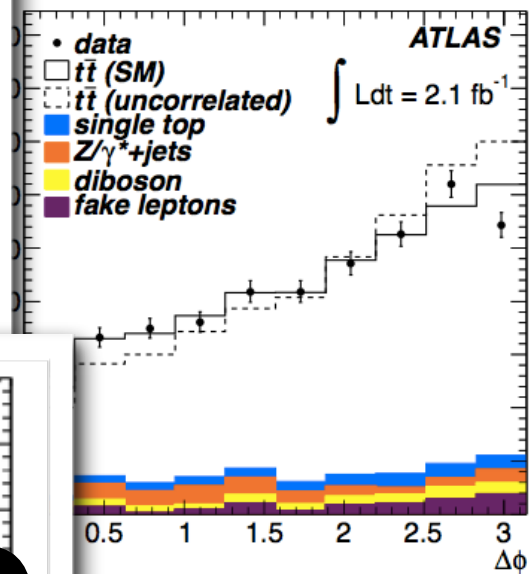 ATLAS
data
tt̄ (SM)
tt̄ (uncorrelated)
∫ Ldt = 2.1 fb⁻¹
single top
Z/γ*+jets
diboson
fake leptons
0.5 1 1.5 2 2.5 3
Δϕ